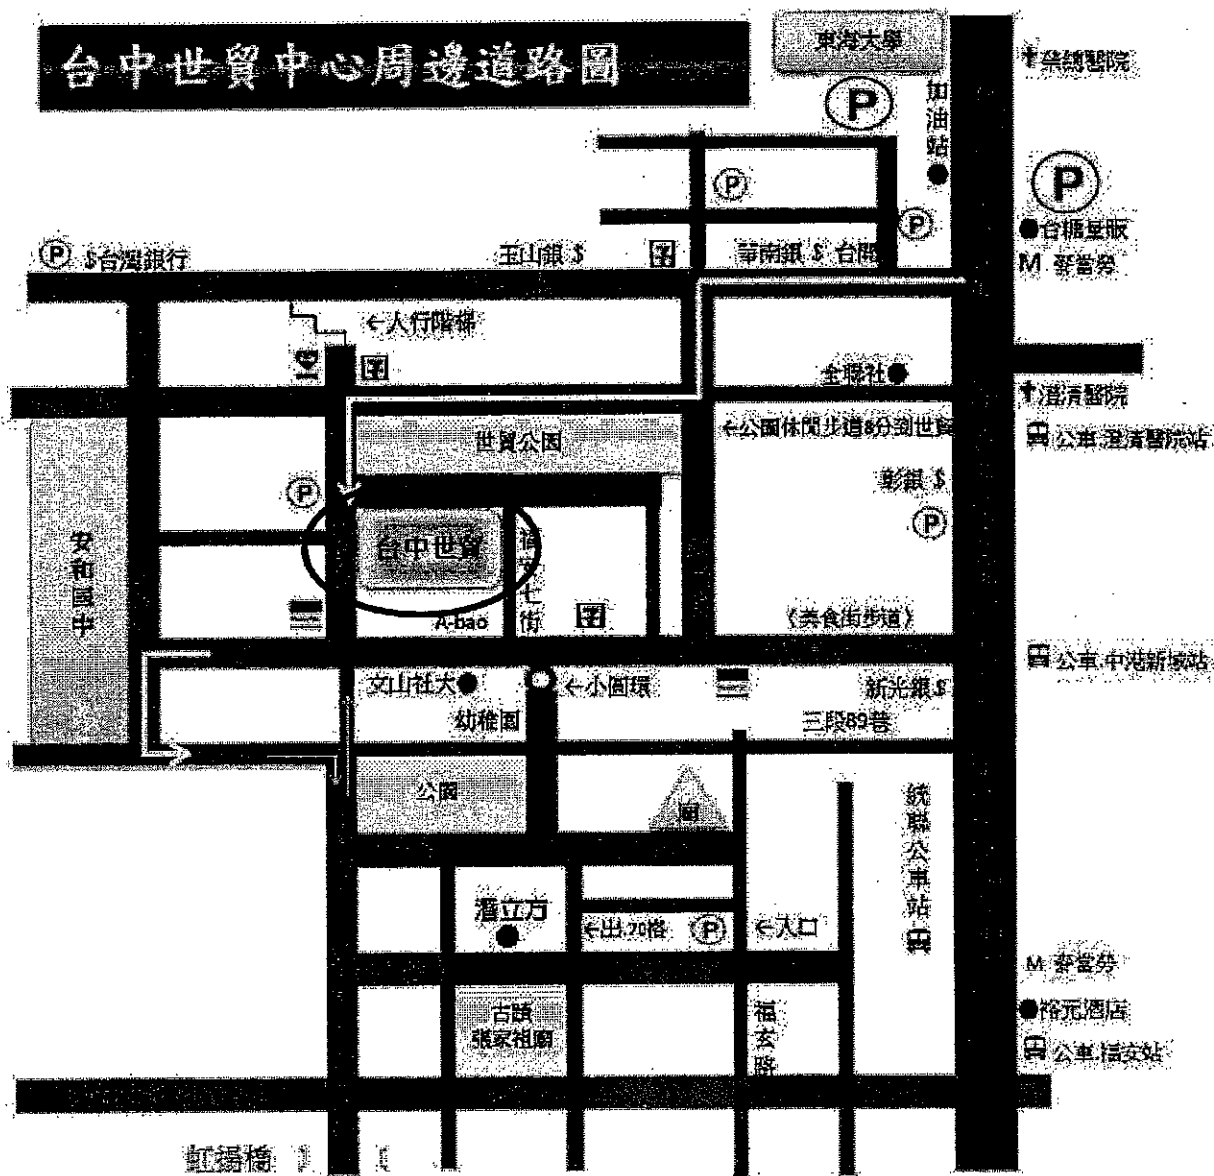 台中世貿中心周邊道路圖
東海大學
†榮總醫院
P
加油站
P
P
P
●台糖量販
P $台灣銀行
玉山銀 $
7
華南銀 $ 台開
M 麥當勞
←人行階梯
7
全聯社●
†澄清醫院
世貿公園
←公園休閒步道8分到世貿
公車 澄清醫院站
彰銀 $
P
P
安和國中
台中世貿
福安七街
A-bao
7
《美食街步道》
公車 中港新城站
文山社大●
←小圓環
新光銀$
幼稚園
三段89巷
公園
統聯公車站
潛立方
←出 20格
P
←入口
M 麥當勞
古蹟
張家祖廟
福玄路
●裕元酒店
公車 福安站
虹揚橋